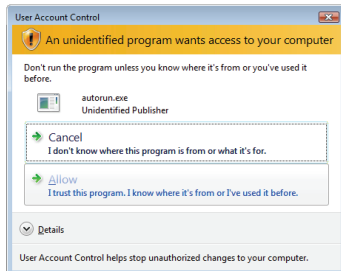 User Account Control
An unidentified program wants access to your computer
Don't run the program unless you know where it's from or you've used it
before.
autorun.exe
Unidentified Publisher
Cancel
I don't know where this program is from or what it's for.
Allow
I trust this program. I know where it's from or I've used it before.
Details
User Account Control helps stop unauthorized changes to your computer.